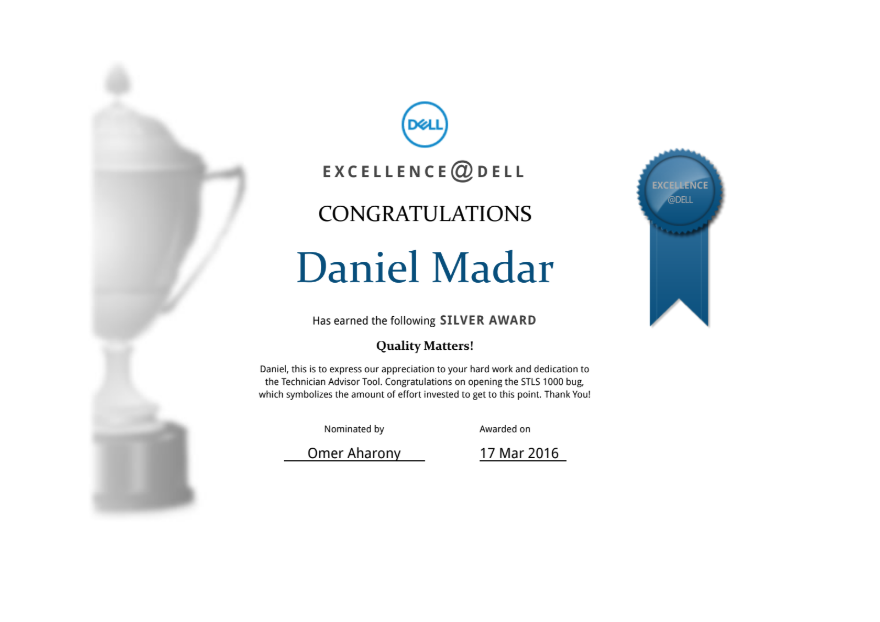 DELL
EXCELLENCE@DELL
CONGRATULATIONS
Daniel Madar
Has earned the following SILVER AWARD
Quality Matters!
Daniel, this is to express our appreciation to your hard work and dedication to
the Technician Advisor Tool. Congratulations on opening the STLS 1000 bug,
which symbolizes the amount of effort invested to get to this point. Thank You!
Nominated by
Omer Aharony
Awarded on
17 Mar 2016
EXCELLENCE
@DELL